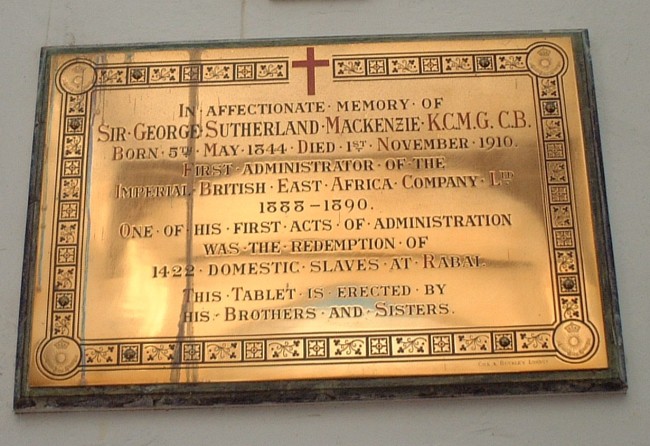 IN AFFECTIONATE MEMORY OF
SIR GEORGE SUTHERLAND MACKENZIE K.C.M.G. C.B.
BORN 5TH MAY 1844 DIED 1ST NOVEMBER 1910.
FIRST ADMINISTRATOR OF THE
IMPERIAL BRITISH EAST AFRICA COMPANY LTD
1888-1890.
ONE OF HIS FIRST ACTS OF ADMINISTRATION
WAS THE REDEMPTION OF
1422 DOMESTIC SLAVES AT RABAI.
THIS TABLET IS ERECTED BY
HIS BROTHERS AND SISTERS.